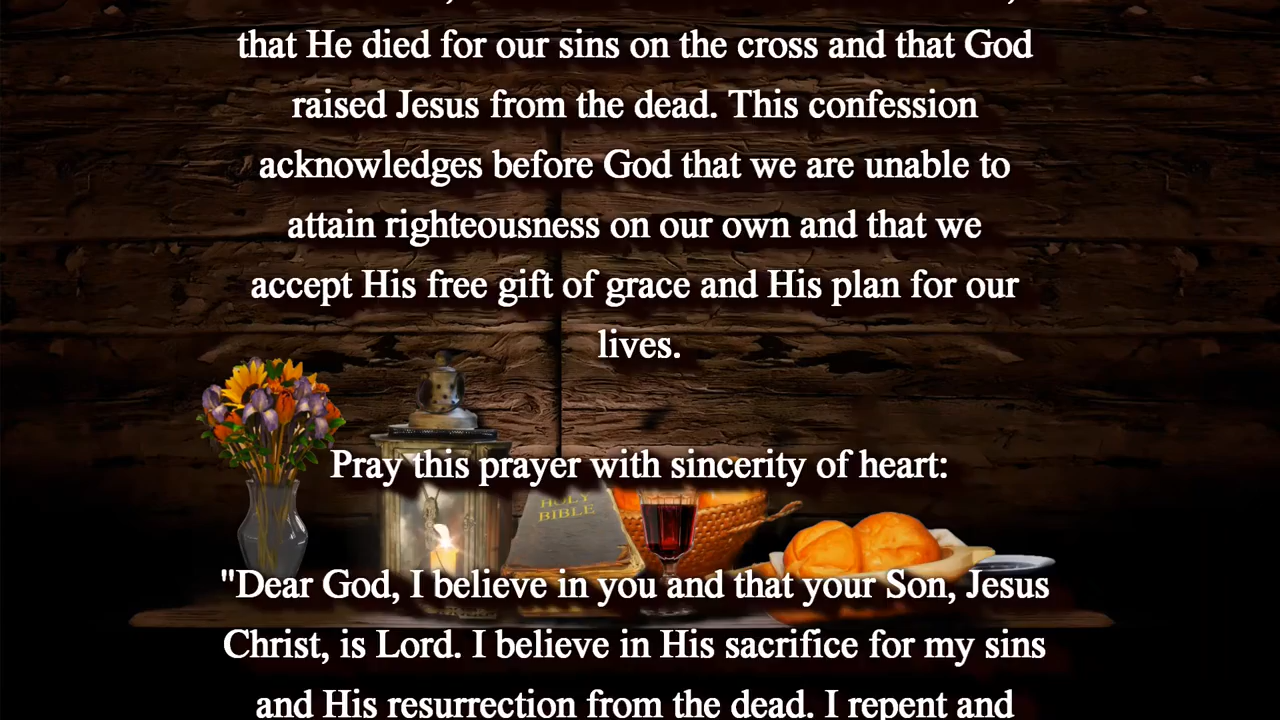 that He died for our sins on the cross and that God
raised Jesus from the dead. This confession
acknowledges before God that we are unable to
attain righteousness on our own and that we
accept His free gift of grace and His plan for our
lives.
Pray this prayer with sincerity of heart:
HOLY
BIBLE
"Dear God, I believe in you and that your Son, Jesus
Christ, is Lord. I believe in His sacrifice for my sins
and His resurrection from the dead. I repent and